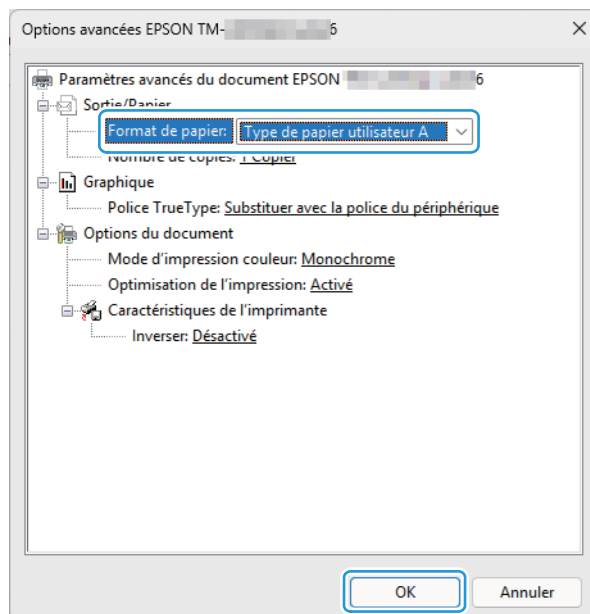 Options avancées EPSON TM- 6
Paramètres avancés du document EPSON 6
Sortie/Papier
Format de papier: Type de papier utilisateur A
Nombre de copies: 1 Copier
Graphique
Police TrueType: Substituer avec la police du périphérique
Options du document
Mode d'impression couleur: Monochrome
Optimisation de l'impression: Activé
Caractéristiques de l'imprimante
Inverser: Désactivé
OK Annuler